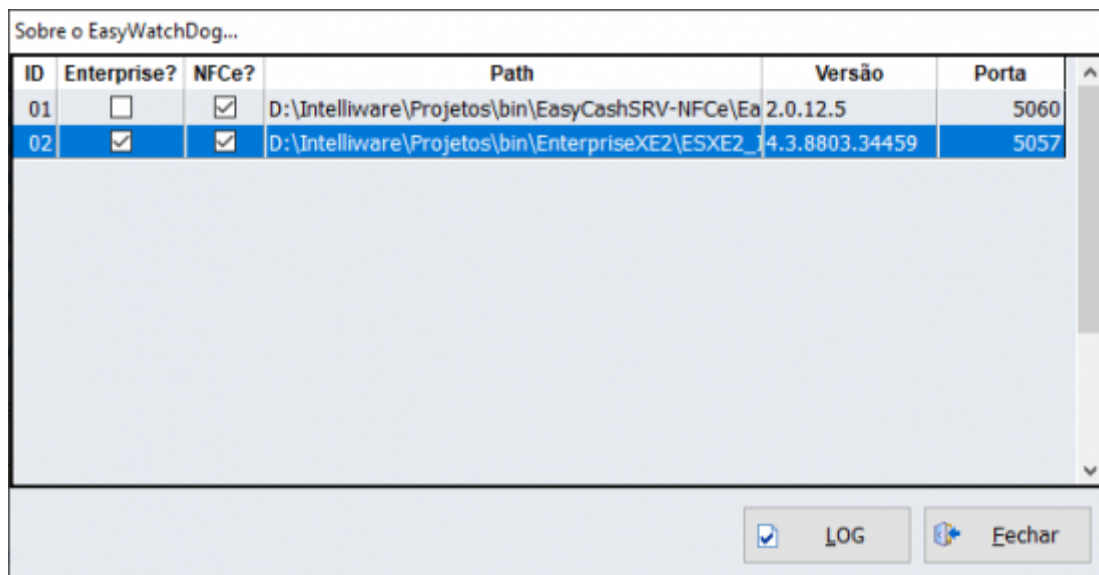 Sobre o EasyWatchDog...
ID Enterprise? NFCe? Path Versão Porta
01 D:\Intelliware\Projetos\bin\EasyCashSRV-NFCe\Ea 2.0.12.5 5060
02 D:\Intelliware\Projetos\bin\EnterpriseXE2\ESXE2_I 4.3.8803.34459 5057
LOG Fechar